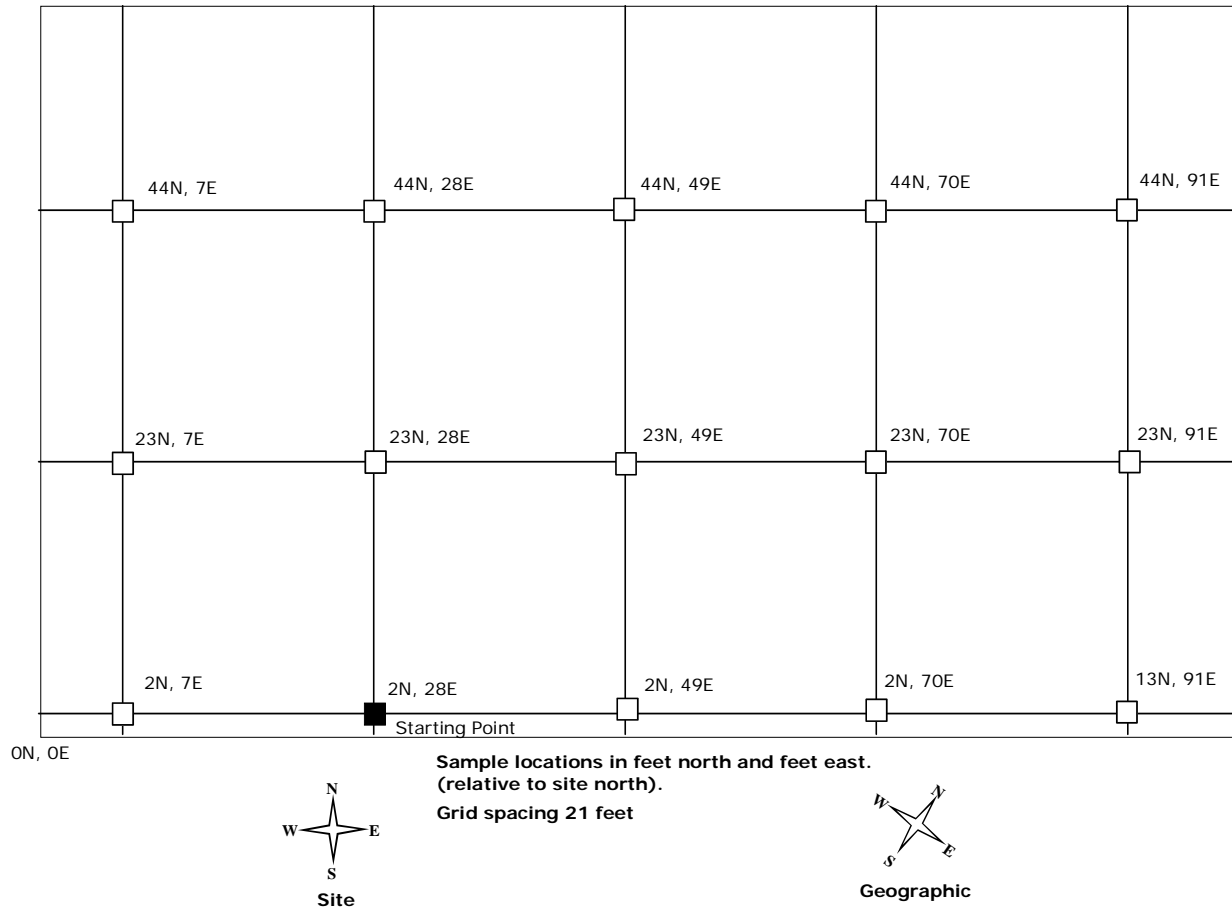 44N, 7E
44N, 28E
44N, 49E
44N, 70E
44N, 91E
23N, 7E
23N, 28E
23N, 49E
23N, 70E
23N, 91E
2N, 7E
2N, 28E
2N, 49E
2N, 70E
13N, 91E
Starting Point
0N, 0E
Sample locations in feet north and feet east.
(relative to site north).
Grid spacing 21 feet
N
W E
S
Site
N
W
E
S
Geographic